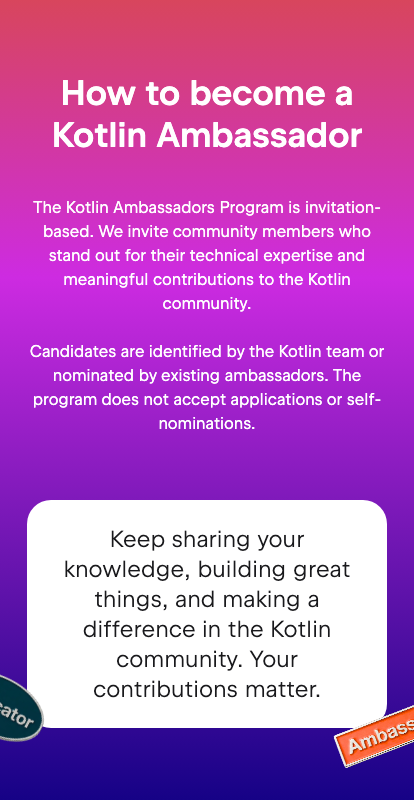 How to become a
Kotlin Ambassador
The Kotlin Ambassadors Program is invitation-
based. We invite community members who
stand out for their technical expertise and
meaningful contributions to the Kotlin
community.
Candidates are identified by the Kotlin team or
nominated by existing ambassadors. The
program does not accept applications or self-
nominations.
Keep sharing your
knowledge, building great
things, and making a
difference in the Kotlin
community. Your
contributions matter.